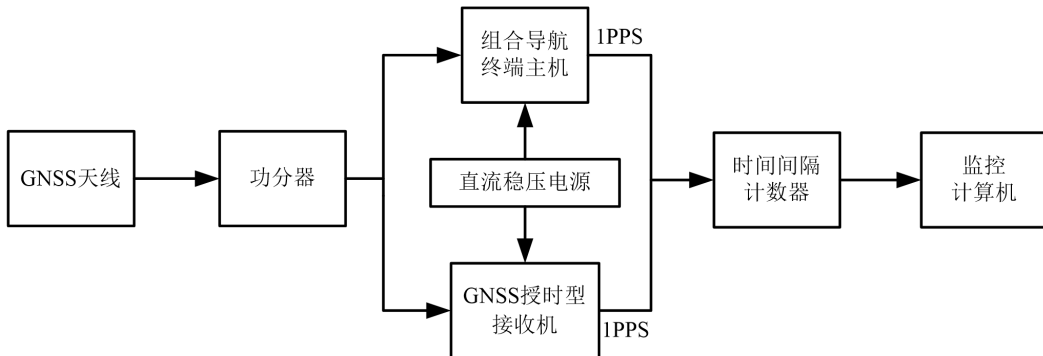 GNSS天线
功分器
组合导航
终端主机
1PPS
直流稳压电源
GNSS授时型
接收机
1PPS
时间间隔
计数器
监控
计算机